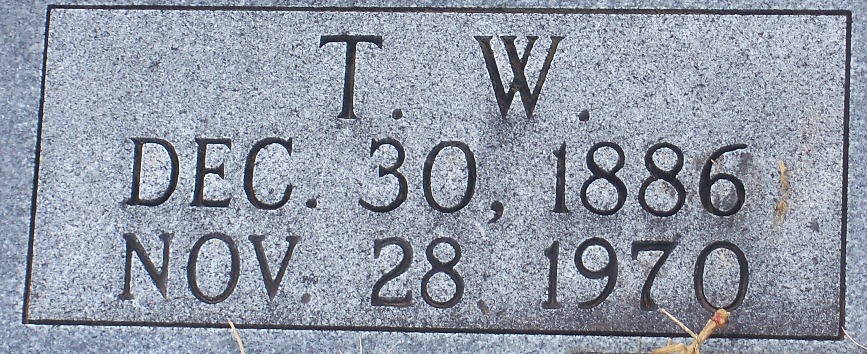 T. W.
DEC. 30, 1886
NOV. 28. 1970